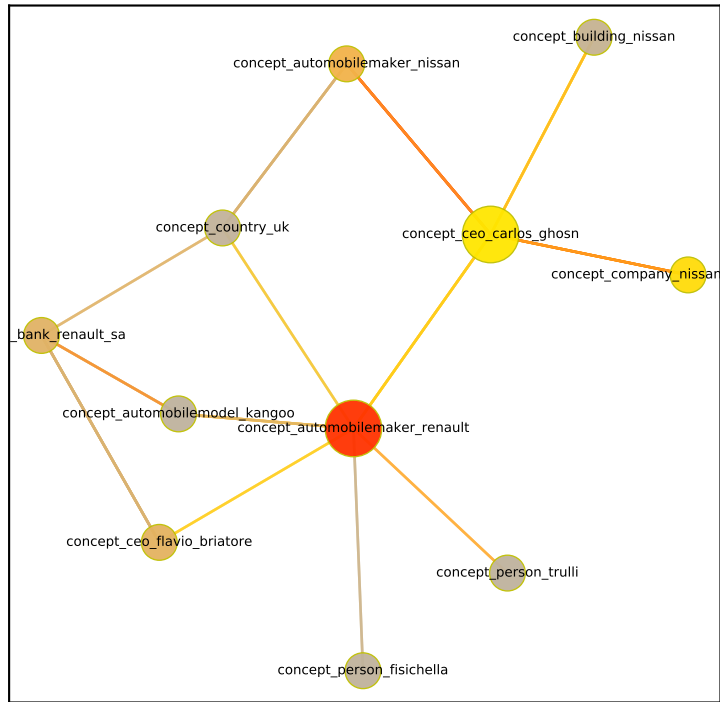 concept_building_nissan
concept_automobilemaker_nissan
concept_country_uk
concept_ceo_carlos_ghosn
concept_company_nissan
_bank_renault_sa
concept_automobilemodel_kangoo
concept_automobilemaker_renault
concept_ceo_flavio_briatore
concept_person_trulli
concept_person_fisichella